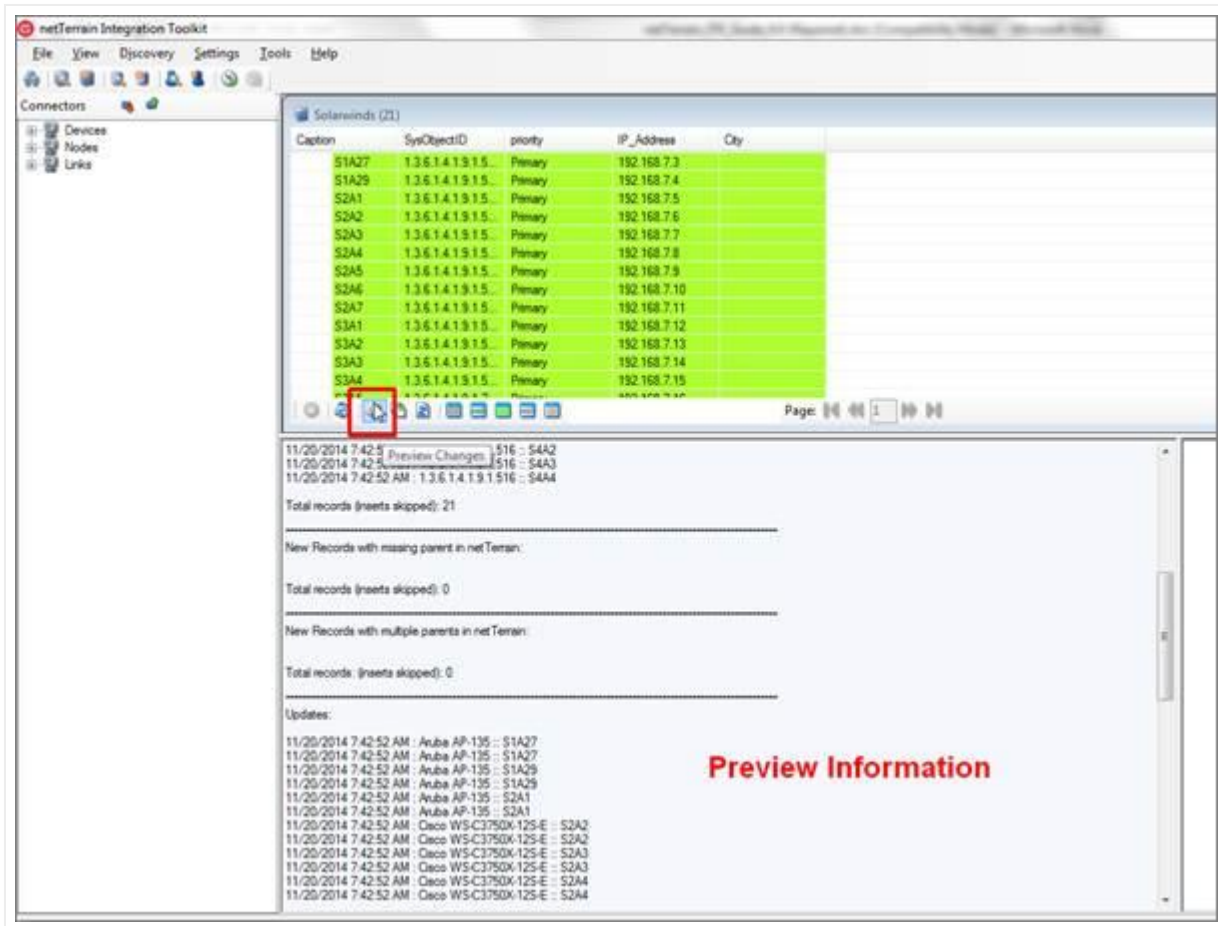 netTerrain Integration Toolkit
File View Discovery Settings Tools Help
Connectors
Devices
Nodes
Links
Solarwinds (21)
Caption SysObjectID priority IP_Address City
S1A27 1.3.6.1.4.1.9.1.5... Primary 192.168.7.3
S1A29 1.3.6.1.4.1.9.1.5... Primary 192.168.7.4
S2A1 1.3.6.1.4.1.9.1.5... Primary 192.168.7.5
S2A2 1.3.6.1.4.1.9.1.5... Primary 192.168.7.6
S2A3 1.3.6.1.4.1.9.1.5... Primary 192.168.7.7
S2A4 1.3.6.1.4.1.9.1.5... Primary 192.168.7.8
S2A5 1.3.6.1.4.1.9.1.5... Primary 192.168.7.9
S2A6 1.3.6.1.4.1.9.1.5... Primary 192.168.7.10
S2A7 1.3.6.1.4.1.9.1.5... Primary 192.168.7.11
S3A1 1.3.6.1.4.1.9.1.5... Primary 192.168.7.12
S3A2 1.3.6.1.4.1.9.1.5... Primary 192.168.7.13
S3A3 1.3.6.1.4.1.9.1.5... Primary 192.168.7.14
S3A4 1.3.6.1.4.1.9.1.5... Primary 192.168.7.15
Page: 1
11/20/2014 7:42:5 516 :: S4A2
Preview Changes
11/20/2014 7:42:5 516 :: S4A3
11/20/2014 7:42:52 AM : 1.3.6.1.4.1.9.1.516 :: S4A4
Total records (inserts skipped): 21
New Records with missing parent in netTerrain:
Total records (inserts skipped): 0
New Records with multiple parents in netTerrain:
Total records: (inserts skipped): 0
Updates:
11/20/2014 7:42:52 AM : Aruba AP-135 :: S1A27
11/20/2014 7:42:52 AM : Aruba AP-135 :: S1A27
11/20/2014 7:42:52 AM : Aruba AP-135 :: S1A29
11/20/2014 7:42:52 AM : Aruba AP-135 :: S1A29
11/20/2014 7:42:52 AM : Aruba AP-135 :: S2A1
11/20/2014 7:42:52 AM : Aruba AP-135 :: S2A1
11/20/2014 7:42:52 AM : Cisco WS-C3750X-12S-E :: S2A2
11/20/2014 7:42:52 AM : Cisco WS-C3750X-12S-E :: S2A2
11/20/2014 7:42:52 AM : Cisco WS-C3750X-12S-E :: S2A3
11/20/2014 7:42:52 AM : Cisco WS-C3750X-12S-E :: S2A3
11/20/2014 7:42:52 AM : Cisco WS-C3750X-12S-E :: S2A4
11/20/2014 7:42:52 AM : Cisco WS-C3750X-12S-E :: S2A4
Preview Information